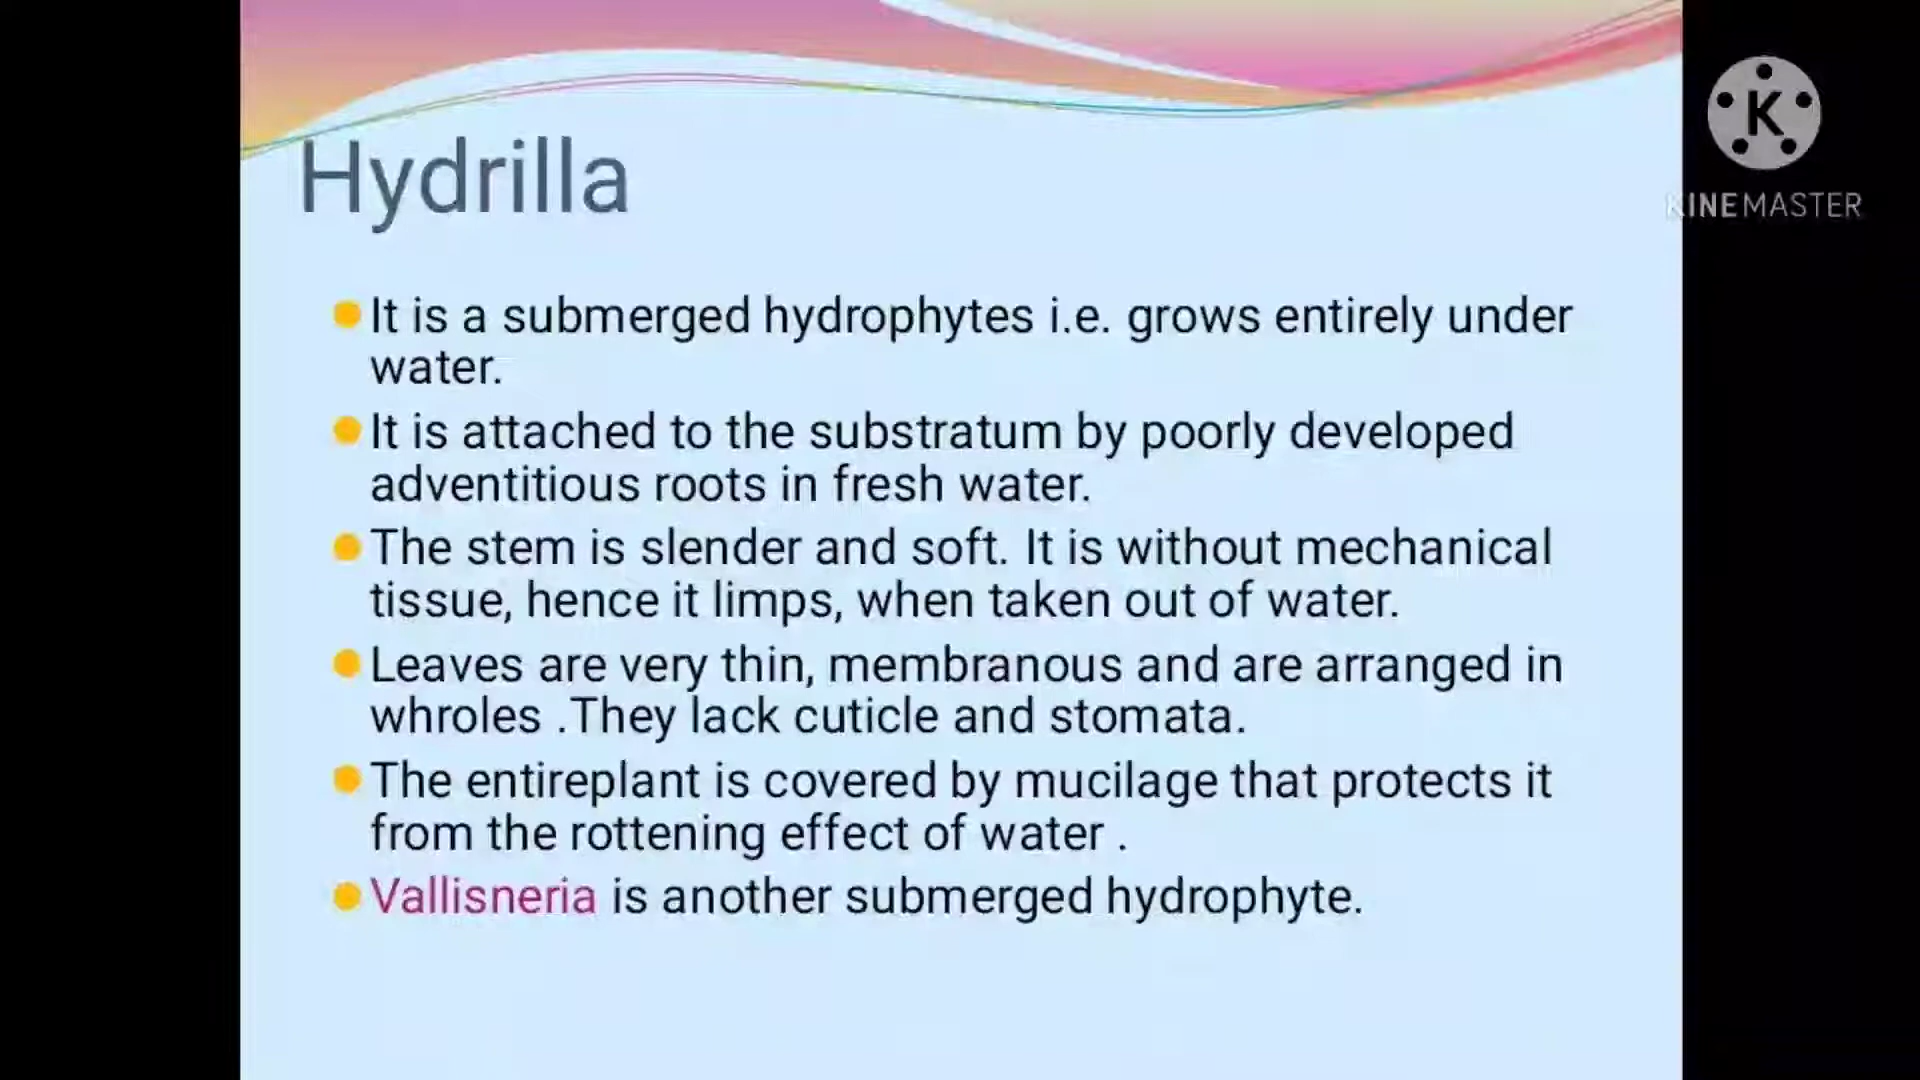 Hydrilla
It is a submerged hydrophytes i.e. grows entirely under
water.
It is attached to the substratum by poorly developed
adventitious roots in fresh water.
The stem is slender and soft. It is without mechanical
tissue, hence it limps, when taken out of water.
Leaves are very thin, membranous and are arranged in
whroles .They lack cuticle and stomata.
The entireplant is covered by mucilage that protects it
from the rottening effect of water .
Vallisneria is another submerged hydrophyte.
K
KINEMASTER